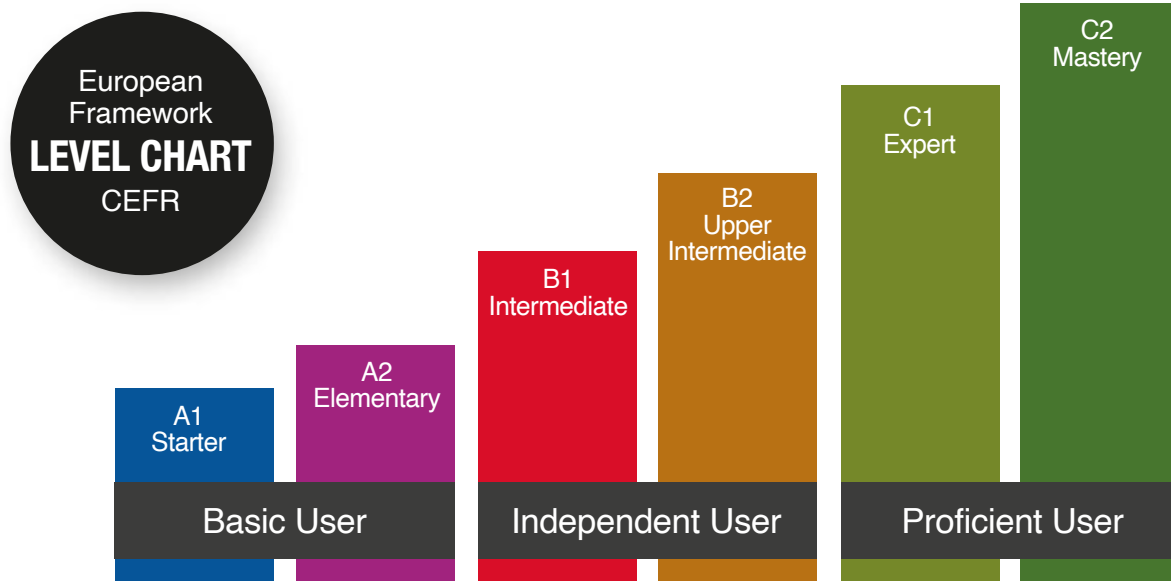 European
Framework
LEVEL CHART
CEFR
A1
Starter
A2
Elementary
B1
Intermediate
B2
Upper
Intermediate
C1
Expert
C2
Mastery
Basic User
Independent User
Proficient User